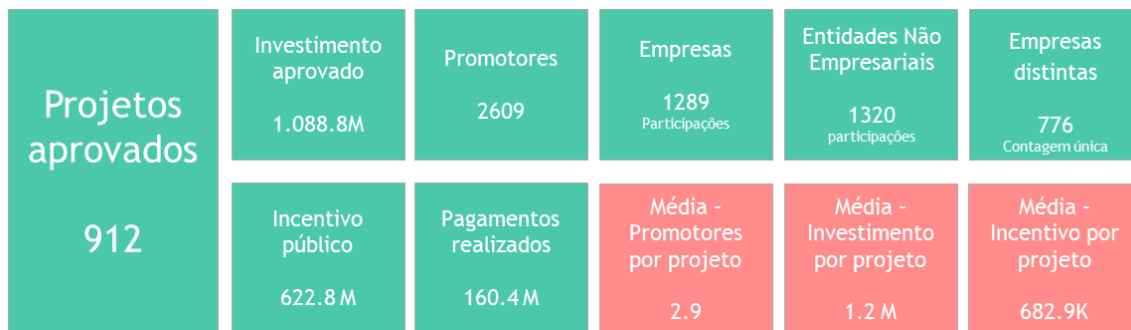 Projetos
aprovados
912
Investimento
aprovado
1.088.8M
Promotores
2609
Empresas
1289
Participações
Entidades Não
Empresariais
1320
participações
Empresas
distintas
776
Contagem única
Incentivo
público
622.8 M
Pagamentos
realizados
160.4 M
Média -
Promotores
por projeto
2.9
Média -
Investimento
por projeto
1.2 M
Média -
Incentivo por
projeto
682.9K